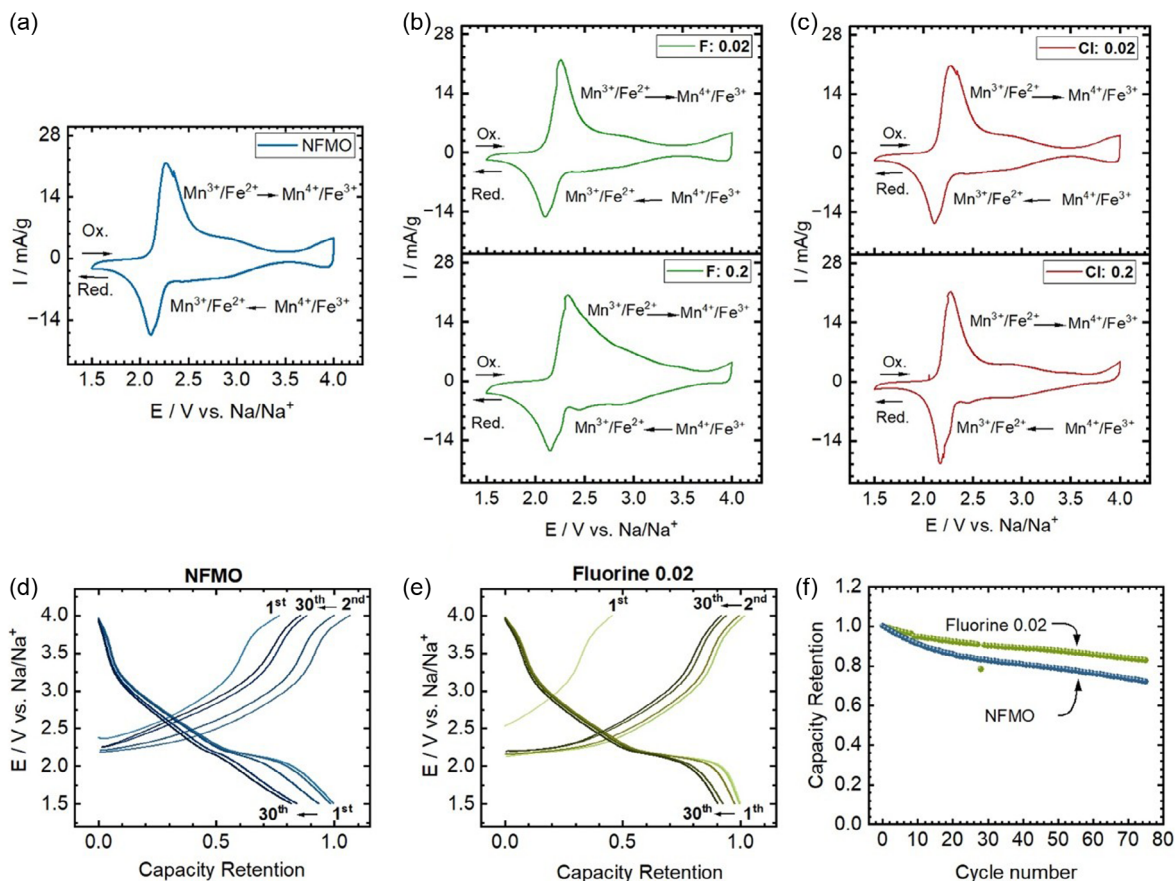 (a)
NFMO
I / mA/g
28
14
0
−14
Mn³⁺/Fe²⁺ → Mn⁴⁺/Fe³⁺
Ox.
Red.
Mn³⁺/Fe²⁺ ← Mn⁴⁺/Fe³⁺
1.5 2.0 2.5 3.0 3.5 4.0
E / V vs. Na/Na⁺
(b)
F: 0.02
I / mA/g
28
14
0
−14
Mn³⁺/Fe²⁺ → Mn⁴⁺/Fe³⁺
Ox.
Red.
Mn³⁺/Fe²⁺ ← Mn⁴⁺/Fe³⁺
F: 0.2
28
14
0
−14
Mn³⁺/Fe²⁺ → Mn⁴⁺/Fe³⁺
Ox.
Red.
Mn³⁺/Fe²⁺ ← Mn⁴⁺/Fe³⁺
1.5 2.0 2.5 3.0 3.5 4.0
E / V vs. Na/Na⁺
(c)
Cl: 0.02
I / mA/g
28
14
0
−14
Mn³⁺/Fe²⁺ → Mn⁴⁺/Fe³⁺
Ox.
Red.
Mn³⁺/Fe²⁺ ← Mn⁴⁺/Fe³⁺
Cl: 0.2
28
14
0
−14
Mn³⁺/Fe²⁺ → Mn⁴⁺/Fe³⁺
Ox.
Red.
Mn³⁺/Fe²⁺ ← Mn⁴⁺/Fe³⁺
1.5 2.0 2.5 3.0 3.5 4.0
E / V vs. Na/Na⁺
(d)
NFMO
E / V vs. Na/Na⁺
4.0
3.5
3.0
2.5
2.0
1.5
1ˢᵗ 30ᵗʰ ← 2ⁿᵈ
30ᵗʰ ← 1ˢᵗ
0.0 0.5 1.0
Capacity Retention
(e)
Fluorine 0.02
E / V vs. Na/Na⁺
4.0
3.5
3.0
2.5
2.0
1.5
1ˢᵗ 30ᵗʰ ← 2ⁿᵈ
30ᵗʰ ← 1ᵗʰ
0.0 0.5 1.0
Capacity Retention
(f)
Capacity Retention
1.2
1.0
0.8
0.6
0.4
0.2
0.0
Fluorine 0.02
NFMO
0 10 20 30 40 50 60 70 80
Cycle number